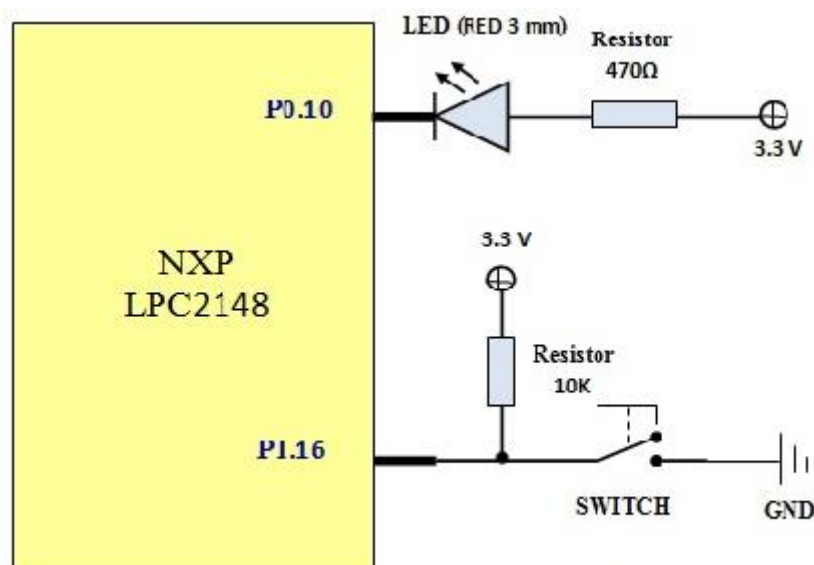 LED (RED 3 mm)
Resistor
470Ω
P0.10
3.3 V
3.3 V
NXP
LPC2148
Resistor
10K
P1.16
SWITCH
GND